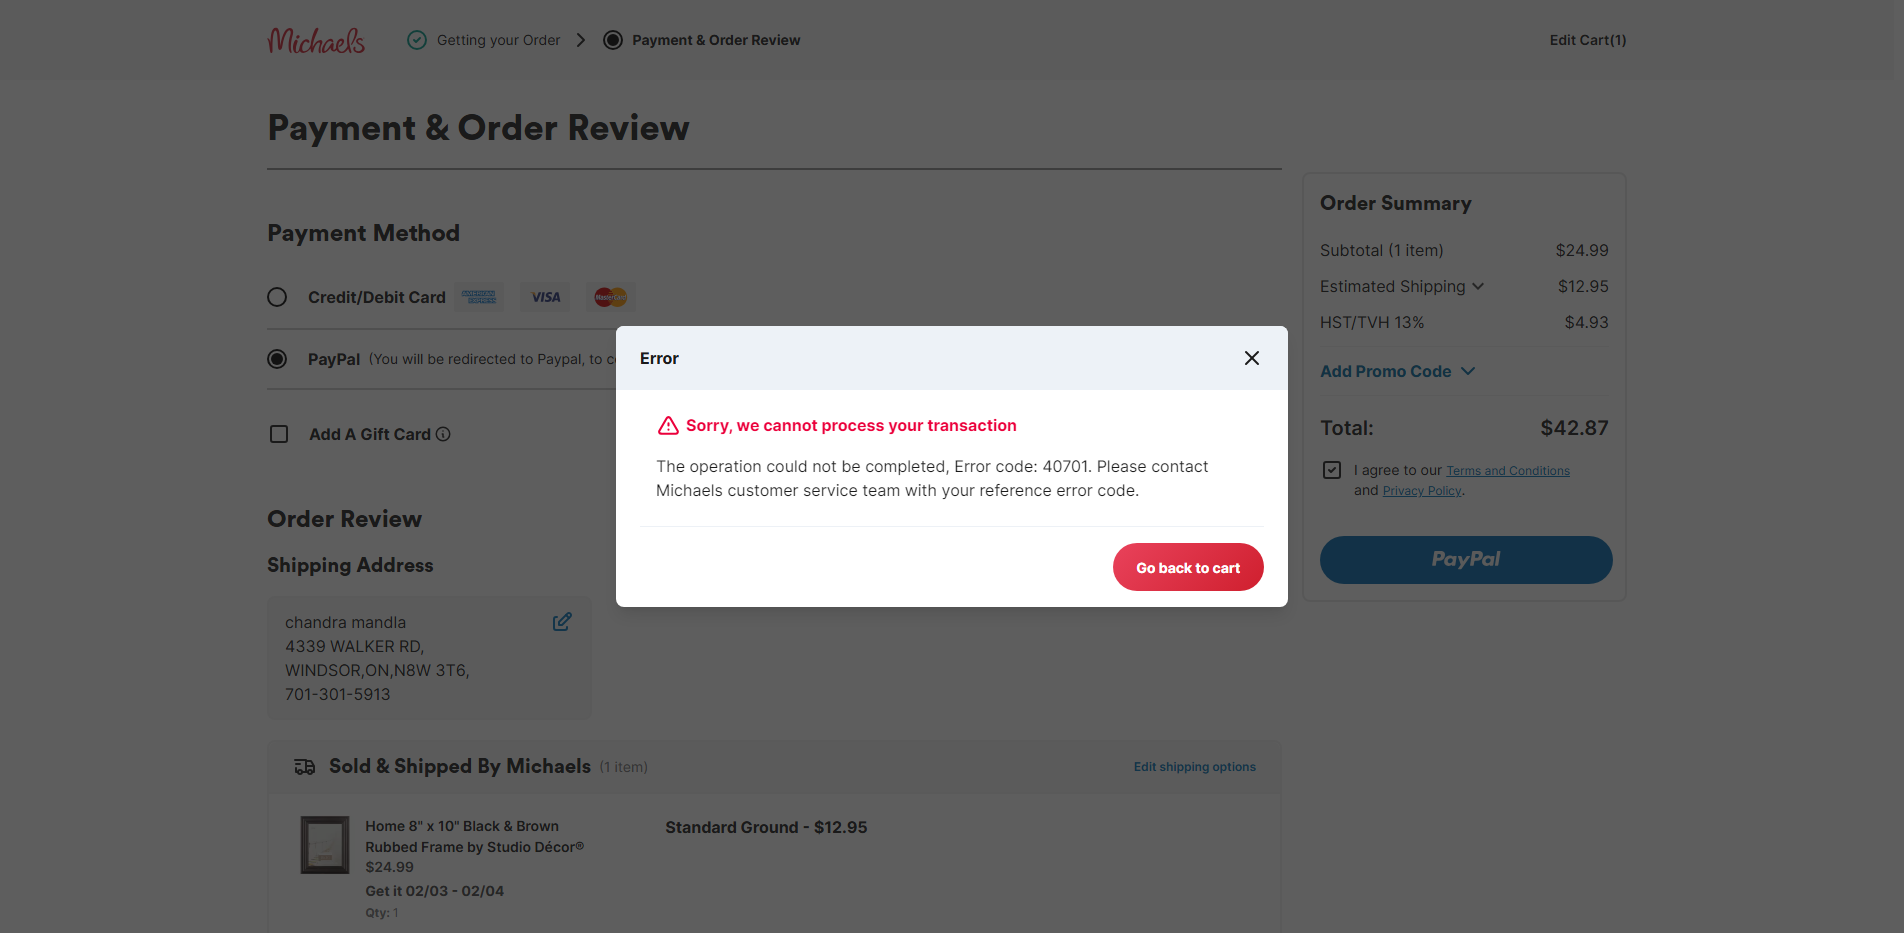 Michaels
Getting your Order
Payment & Order Review
Edit Cart(1)
Payment & Order Review
Payment Method
Credit/Debit Card
AMERICAN EXPRESS
VISA
MasterCard
PayPal (You will be redirected to Paypal, to c
Add A Gift Card
Order Review
Shipping Address
chandra mandla
4339 WALKER RD,
WINDSOR,ON,N8W 3T6,
701-301-5913
Sold & Shipped By Michaels (1 item)
Edit shipping options
Home 8" x 10" Black & Brown
Rubbed Frame by Studio Décor®
$24.99
Get it 02/03 - 02/04
Qty: 1
Standard Ground - $12.95
Error
Sorry, we cannot process your transaction
The operation could not be completed, Error code: 40701. Please contact
Michaels customer service team with your reference error code.
Go back to cart
Order Summary
Subtotal (1 item) $24.99
Estimated Shipping $12.95
HST/TVH 13% $4.93
Add Promo Code
Total: $42.87
I agree to our Terms and Conditions
and Privacy Policy.
PayPal